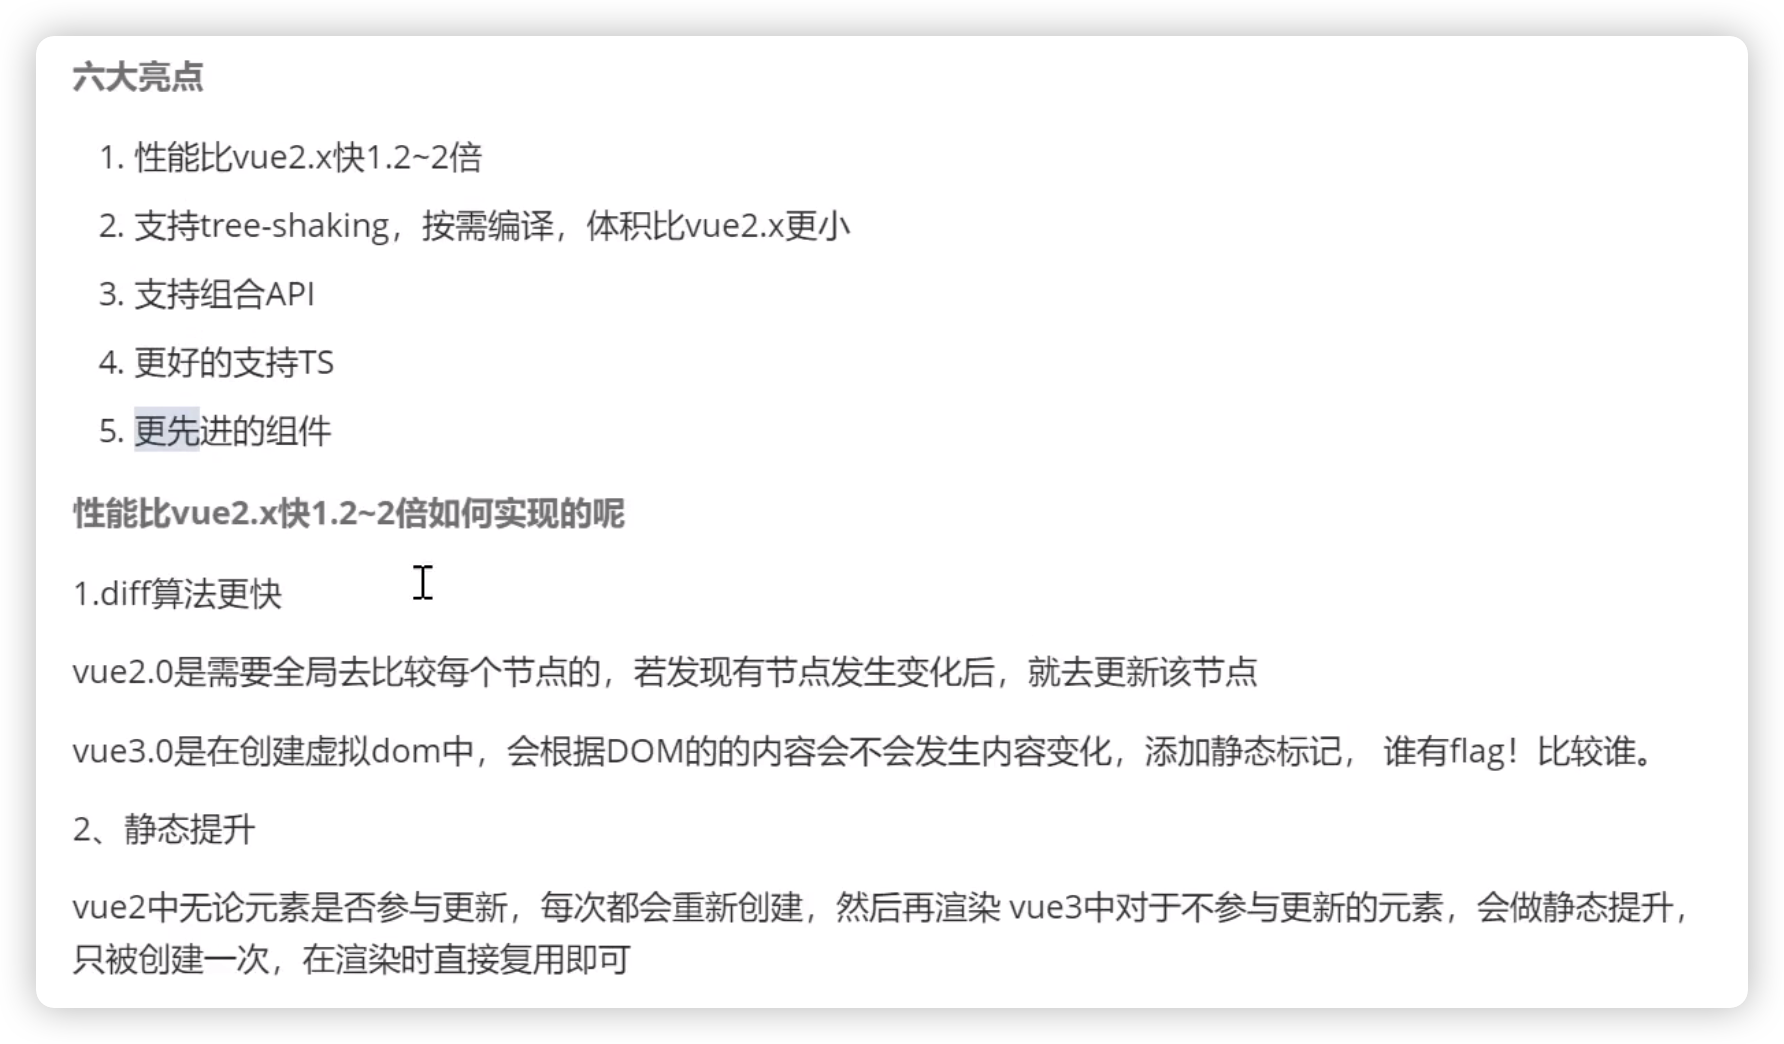 六大亮点
1. 性能比vue2.x快1.2~2倍
2. 支持tree-shaking，按需编译，体积比vue2.x更小
3. 支持组合API
4. 更好的支持TS
5. 更先进的组件
性能比vue2.x快1.2~2倍如何实现的呢
1.diff算法更快
vue2.0是需要全局去比较每个节点的，若发现有节点发生变化后，就去更新该节点
vue3.0是在创建虚拟dom中，会根据DOM的的内容会不会发生内容变化，添加静态标记， 谁有flag！比较谁。
2、静态提升
vue2中无论元素是否参与更新，每次都会重新创建，然后再渲染 vue3中对于不参与更新的元素，会做静态提升，
只被创建一次，在渲染时直接复用即可